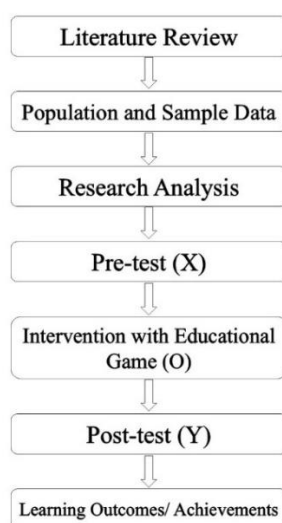 Literature Review
Population and Sample Data
Research Analysis
Pre-test (X)
Intervention with Educational
Game (O)
Post-test (Y)
Learning Outcomes/ Achievements